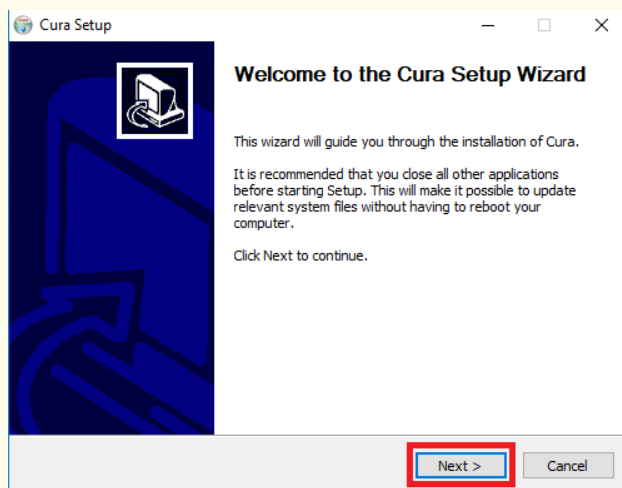 Cura Setup
Welcome to the Cura Setup Wizard
This wizard will guide you through the installation of Cura.
It is recommended that you close all other applications
before starting Setup. This will make it possible to update
relevant system files without having to reboot your
computer.
Click Next to continue.
Next >
Cancel